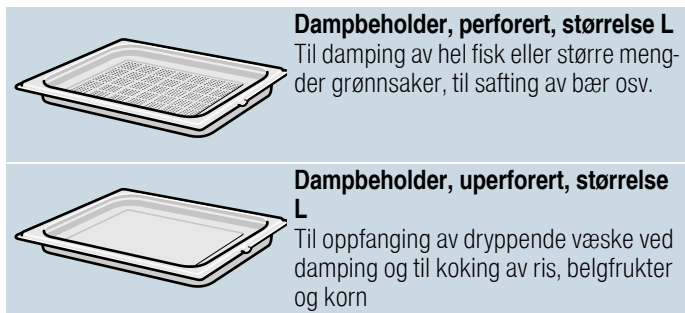 Dampbeholder, perforert, størrelse L
Til damping av hel fisk eller større meng-
der grønnsaker, til safting av bær osv.
Dampbeholder, uperforert, størrelse
L
Til oppfanging av dryppende væske ved
damping og til koking av ris, belgfrukter
og korn